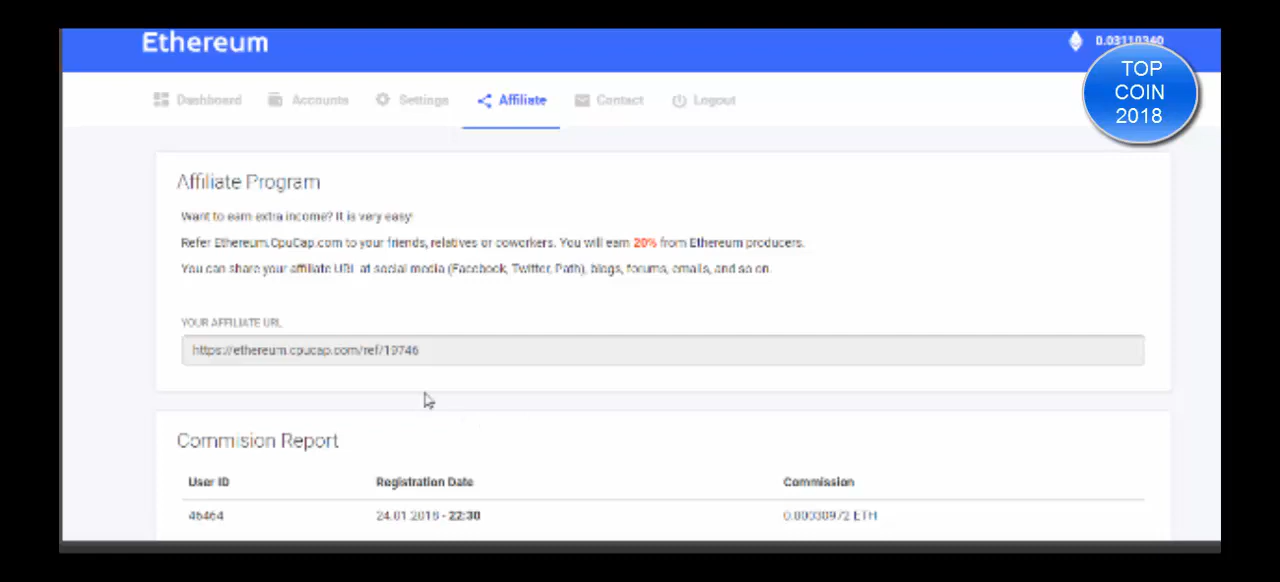 Ethereum
0.03110340
TOP
COIN
2018
Dashboard Accounts Settings Affiliate Contact Logout
Affiliate Program
Want to earn extra income? It is very easy!
Refer Ethereum.CpuCap.com to your friends, relatives or coworkers. You will earn 20% from Ethereum producers.
You can share your affiliate URL at social media (Facebook, Twitter, Path), blogs, forums, emails, and so on.
YOUR AFFILIATE URL
https://ethereum.cpucap.com/ref/19746
Commision Report
User ID Registration Date Commission
46464 24.01.2018 - 22:30 0.00030972 ETH